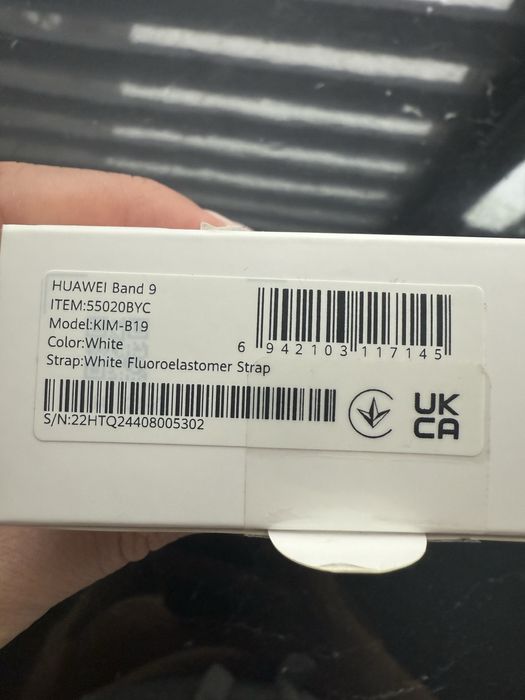 HUAWEI Band 9
ITEM:55020BYC
Model:KIM-B19
Color:White
Strap:White Fluoroelastomer Strap
6 942103 117145
S/N:22HTQ24408005302
UK
CA